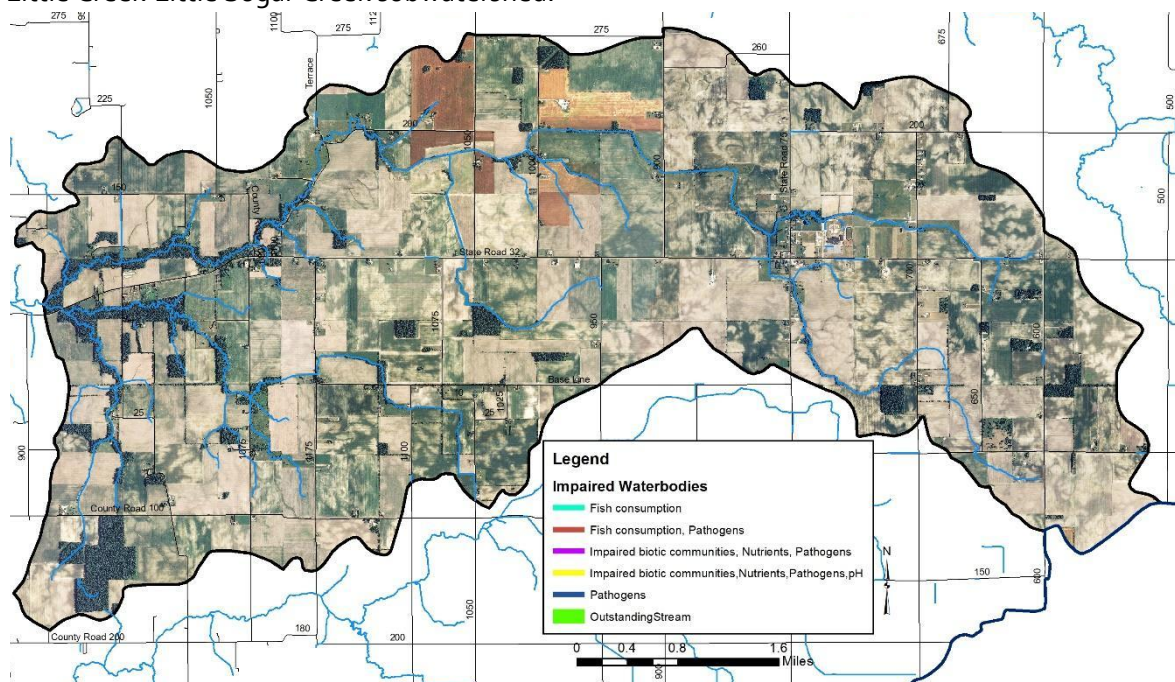 Little Creek-Little Sugar Creek subwatershed.
275
1100
275
Terrace
275
260
675
500
225
1050
200
1050
1000
900
State Road 75
200
150
500
State Road 32
700
1075
950
Base Line
650
25
10
25
1025
900
1075
1175
1100
County Road 100
Legend
Impaired Waterbodies
Fish consumption
Fish consumption, Pathogens
Impaired biotic communities, Nutrients, Pathogens
Impaired biotic communities,Nutrients,Pathogens,pH
Pathogens
OutstandingStream
N
150
600
1050
County Road 200
180
200
0 0.4 0.8 1.6
Miles
900